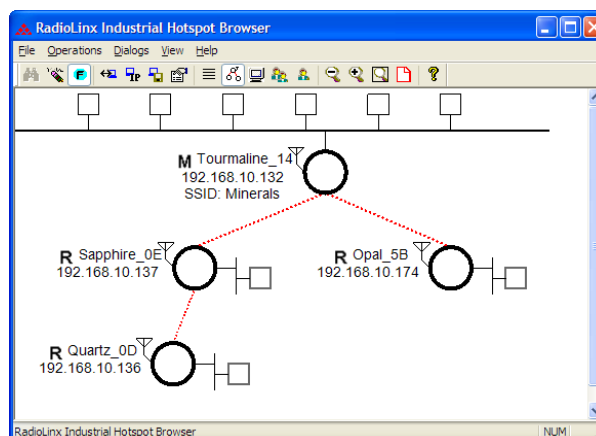 RadioLinx Industrial Hotspot Browser
File Operations Dialogs View Help
F IP ?
M Tourmaline_14
192.168.10.132
SSID: Minerals
R Sapphire_0E
192.168.10.137
R Opal_5B
192.168.10.174
R Quartz_0D
192.168.10.136
RadioLinx Industrial Hotspot Browser NUM